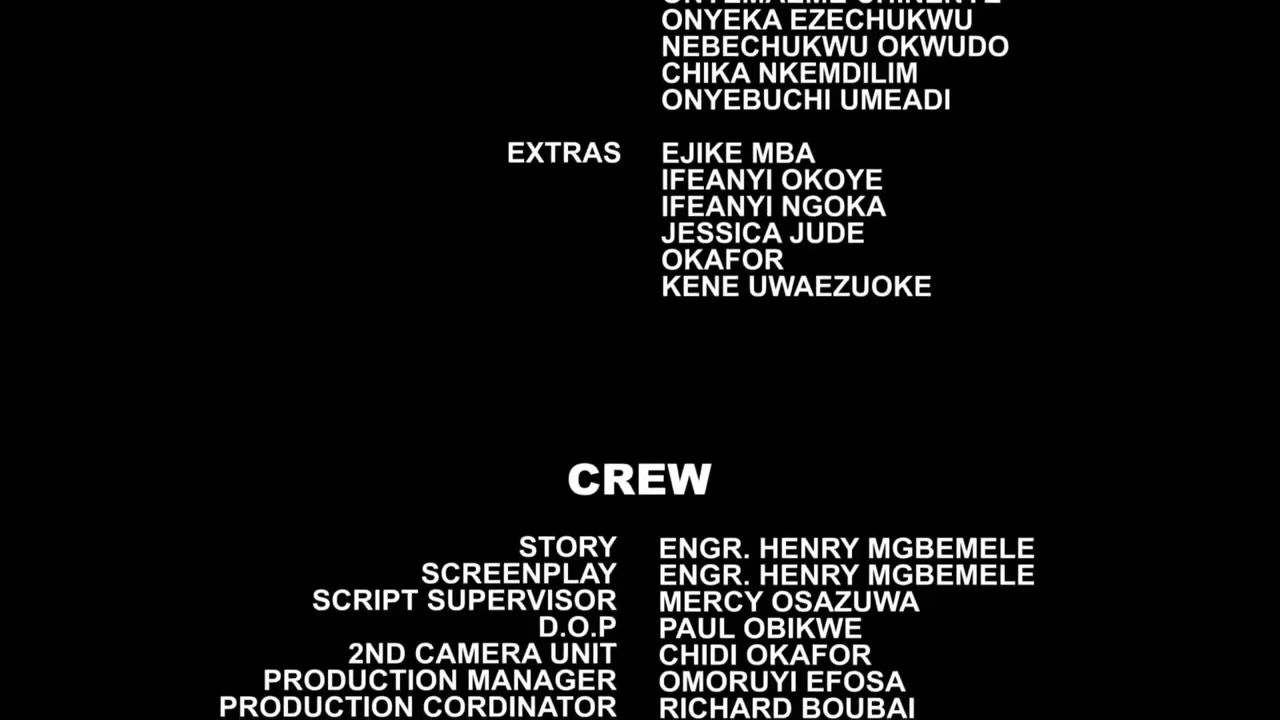 ONYEKA EZECHUKWU
NEBECHUKWU OKWUDO
CHIKA NKEMDILIM
ONYEBUCHI UMEADI
EXTRAS EJIKE MBA
IFEANYI OKOYE
IFEANYI NGOKA
JESSICA JUDE
OKAFOR
KENE UWAEZUOKE
CREW
STORY ENGR. HENRY MGBEMELE
SCREENPLAY ENGR. HENRY MGBEMELE
SCRIPT SUPERVISOR MERCY OSAZUWA
D.O.P PAUL OBIKWE
2ND CAMERA UNIT CHIDI OKAFOR
PRODUCTION MANAGER OMORUYI EFOSA
PRODUCTION CORDINATOR RICHARD BOUBAI